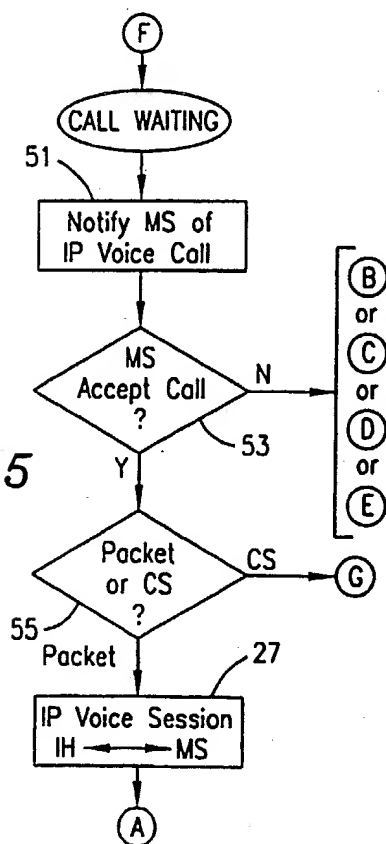 F
CALL WAITING
51
Notify MS of
IP Voice Call
MS
Accept Call
?
N
53
Y
B
or
C
or
D
or
E
5
Packet
or CS
?
CS
G
55
Packet
27
IP Voice Session
IH MS
A